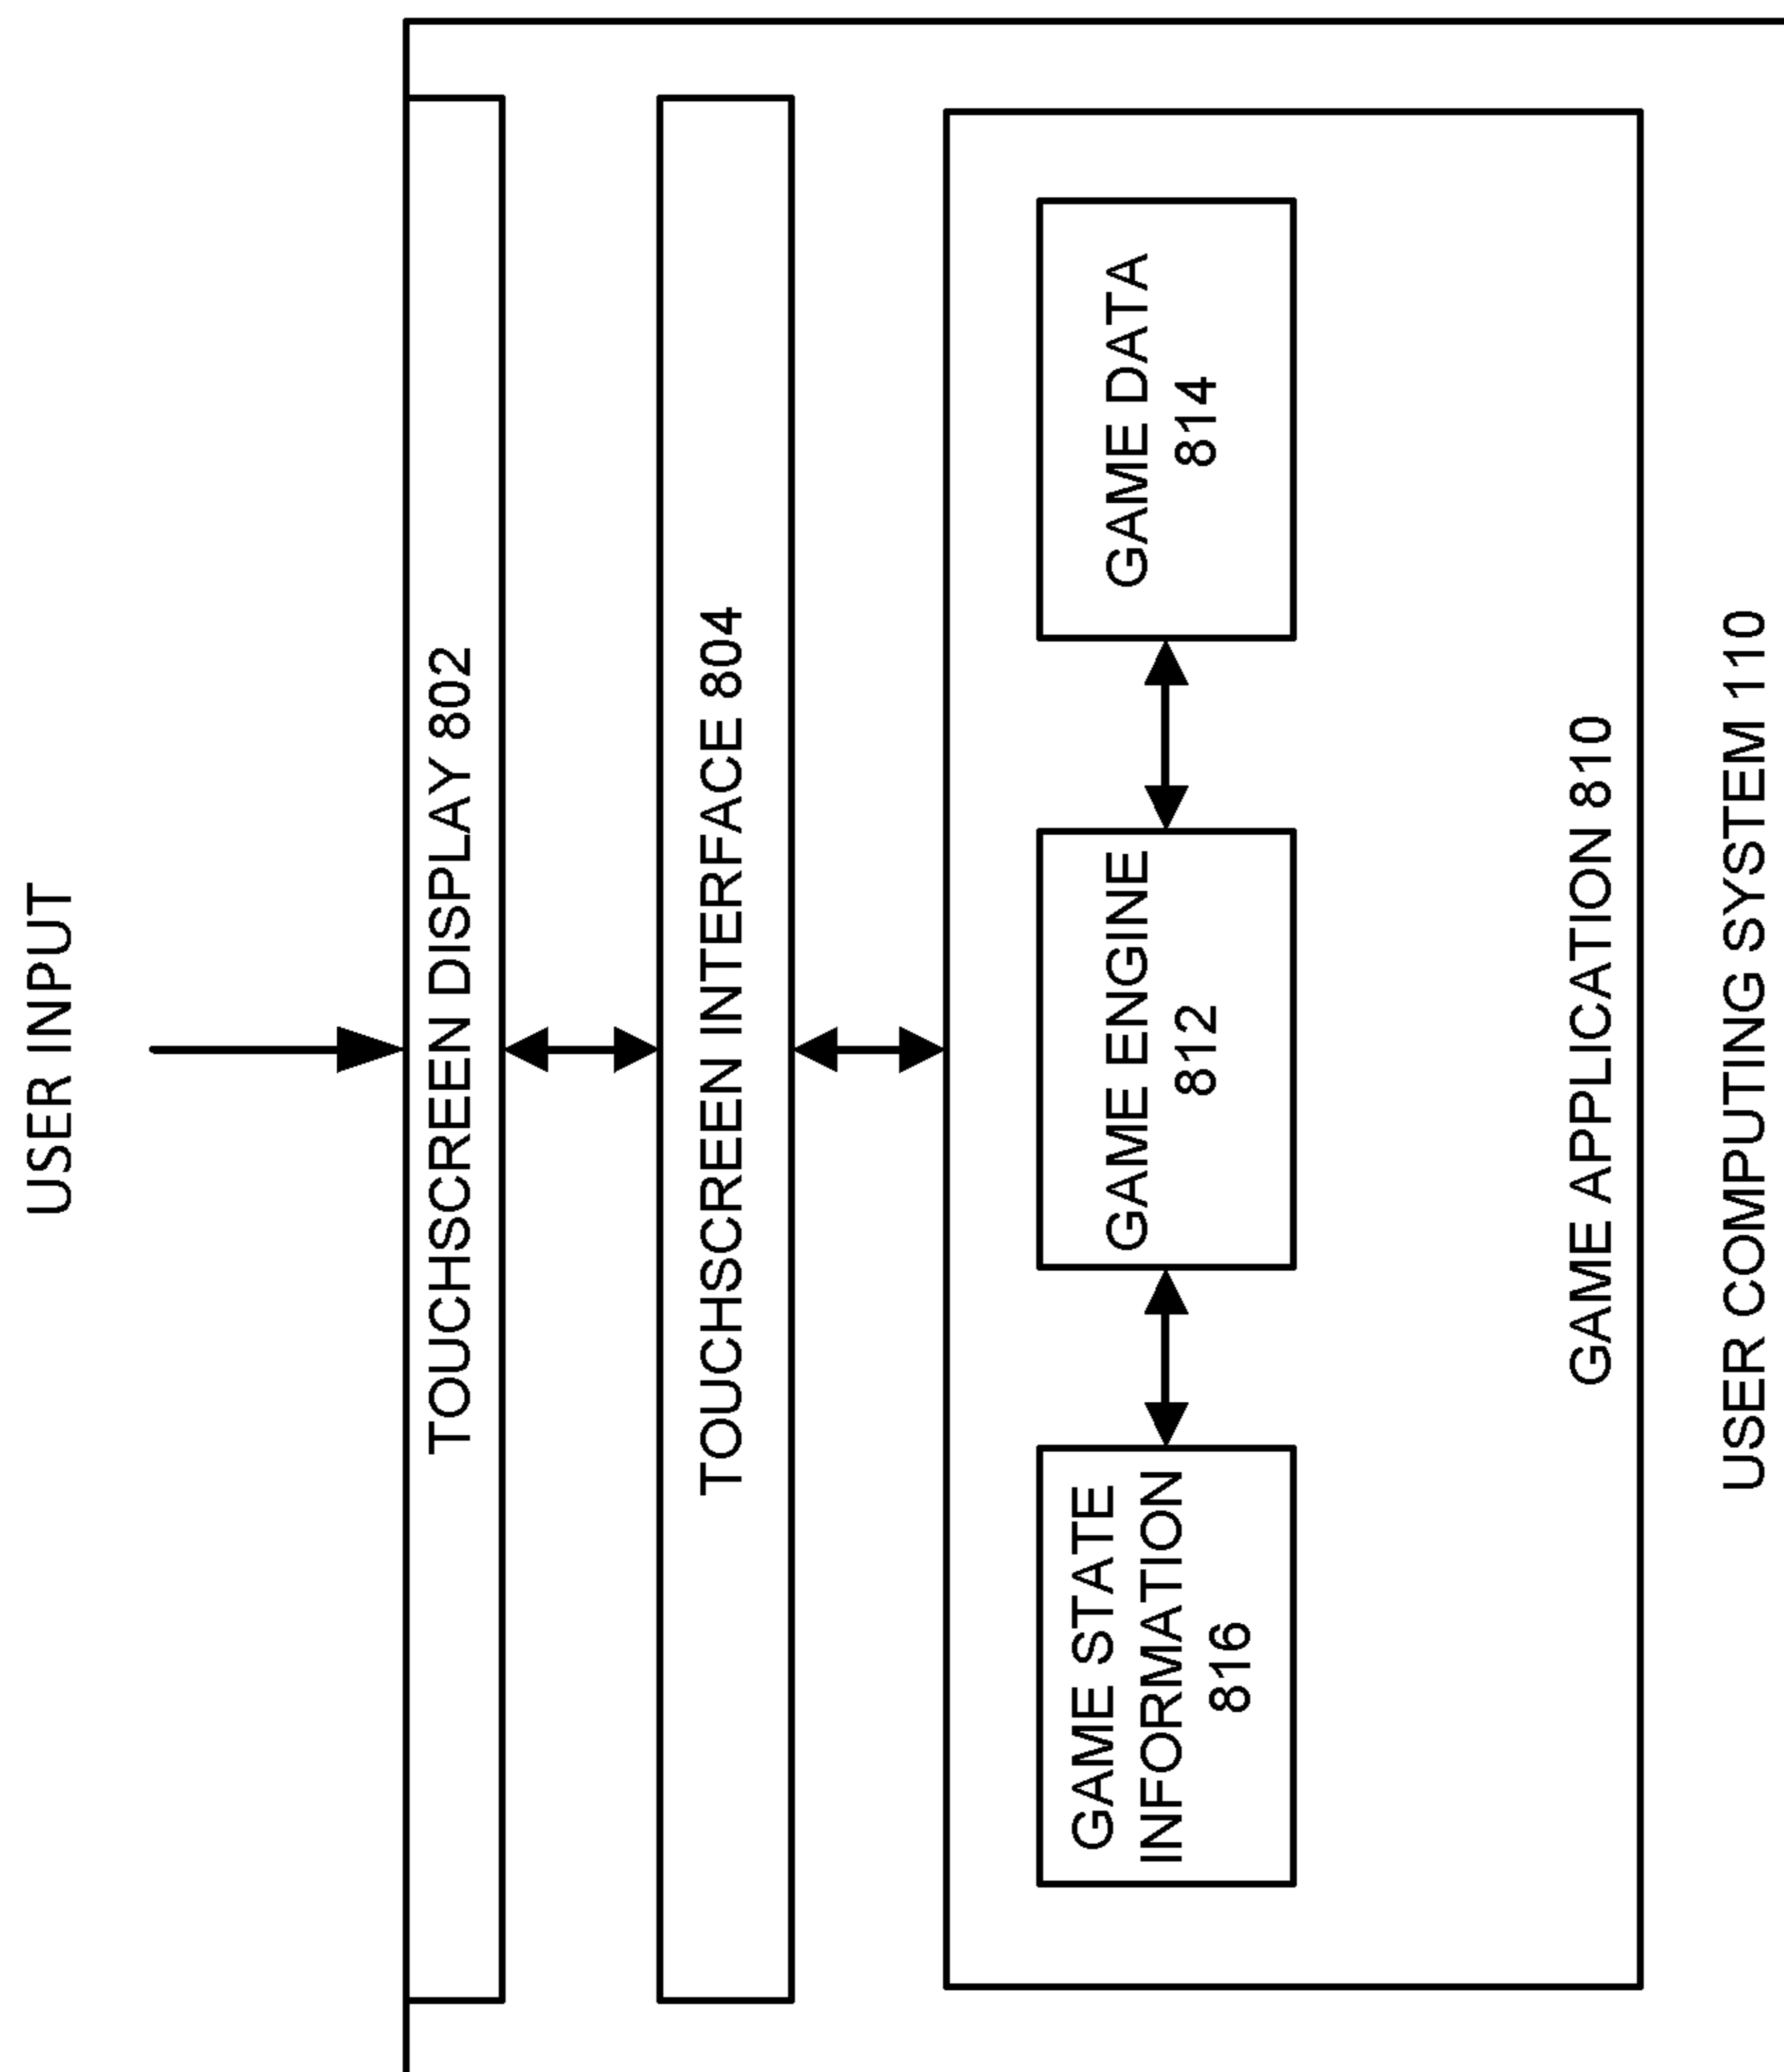 USER INPUT
TOUCHSCREEN DISPLAY 802
TOUCHSCREEN INTERFACE 804
GAME STATE
INFORMATION
816
GAME ENGINE
812
GAME DATA
814
GAME APPLICATION 810
USER COMPUTING SYSTEM 110